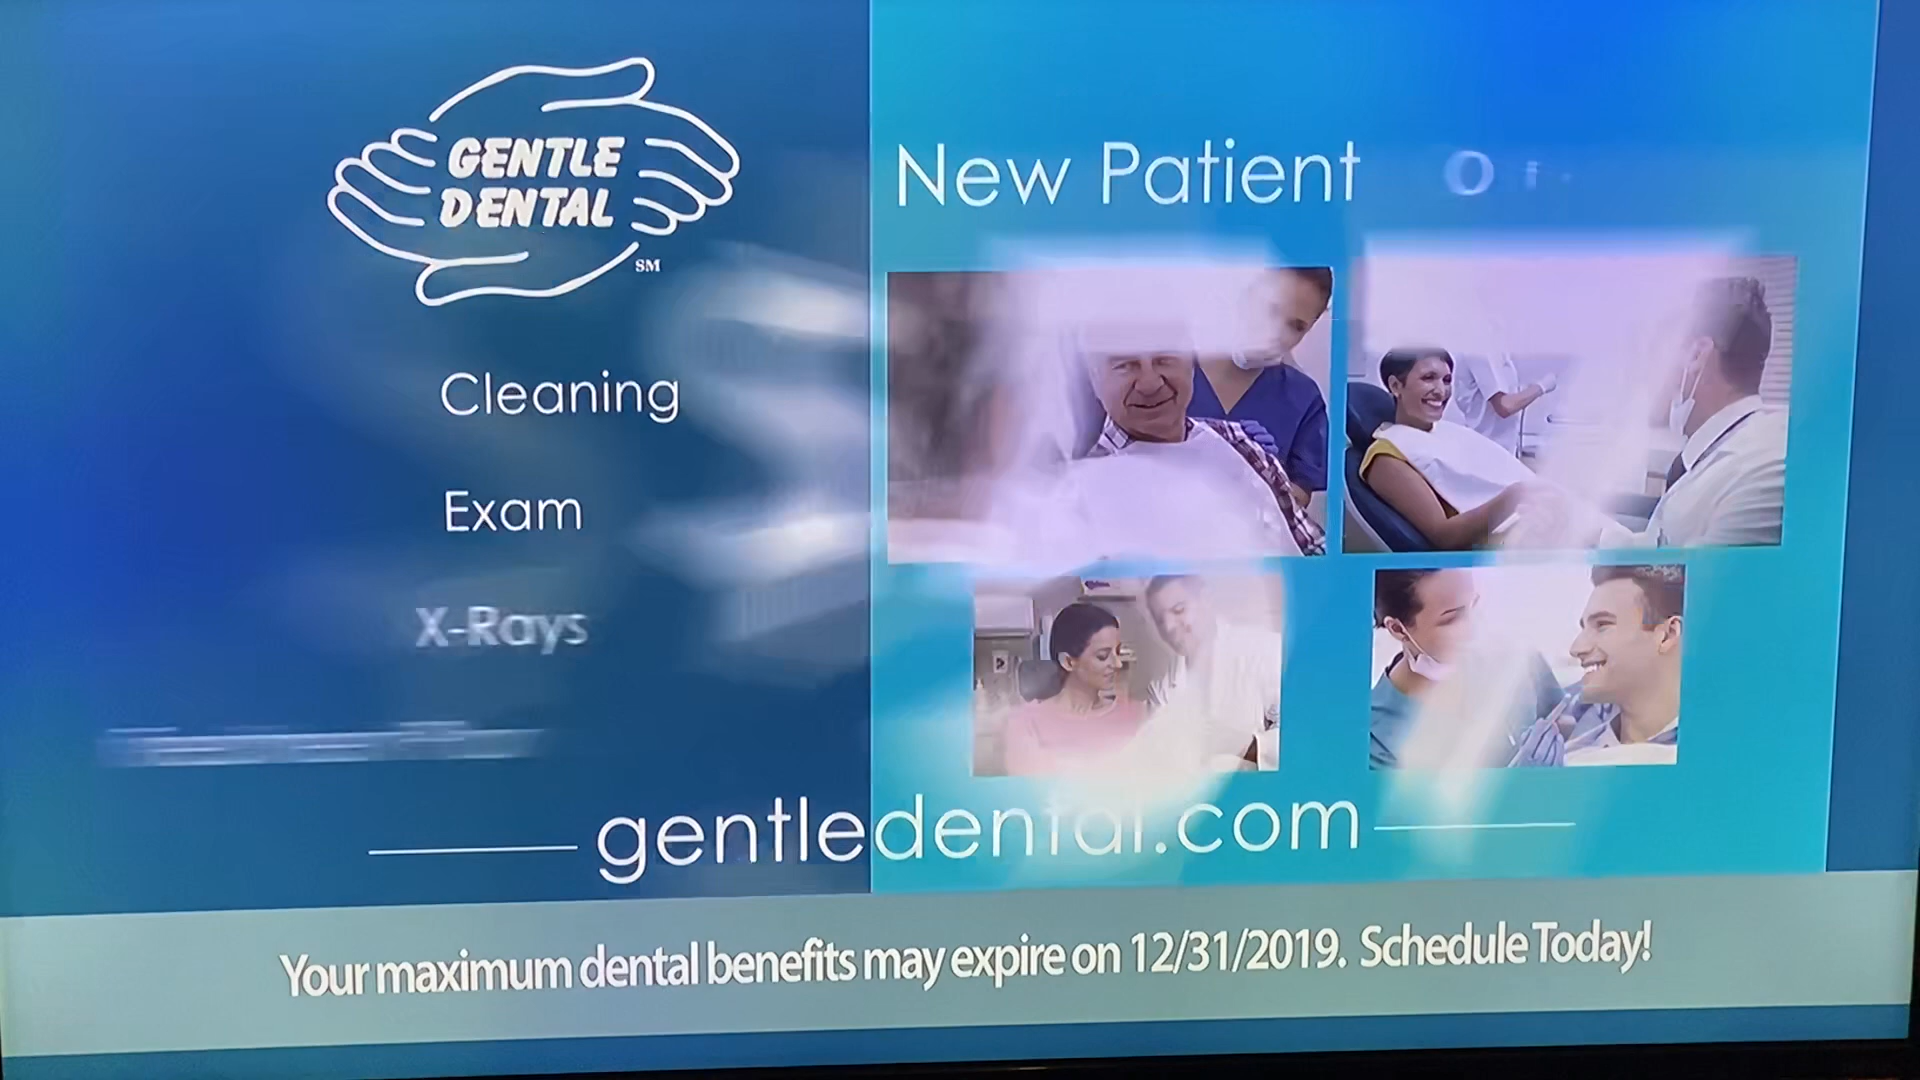 GENTLE
DENTAL
SM
Cleaning
Exam
X-Rays
New Patient
gentledental.com
Your maximum dental benefits may expire on 12/31/2019. Schedule Today!